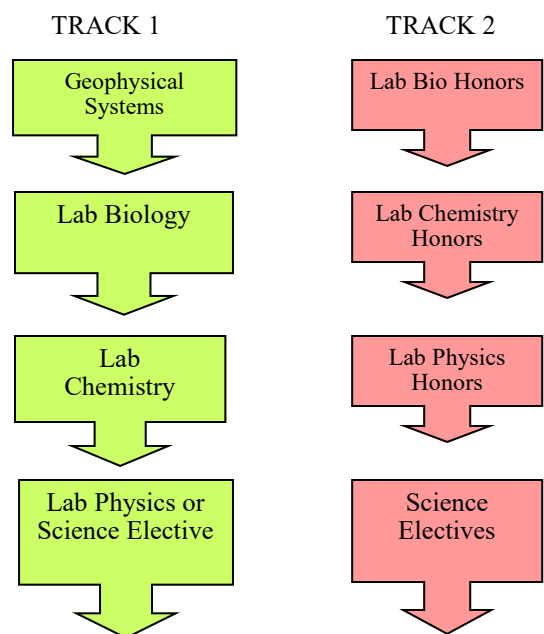 TRACK 1
Geophysical
Systems
Lab Biology
Lab
Chemistry
Lab Physics or
Science Elective
TRACK 2
Lab Bio Honors
Lab Chemistry
Honors
Lab Physics
Honors
Science
Electives